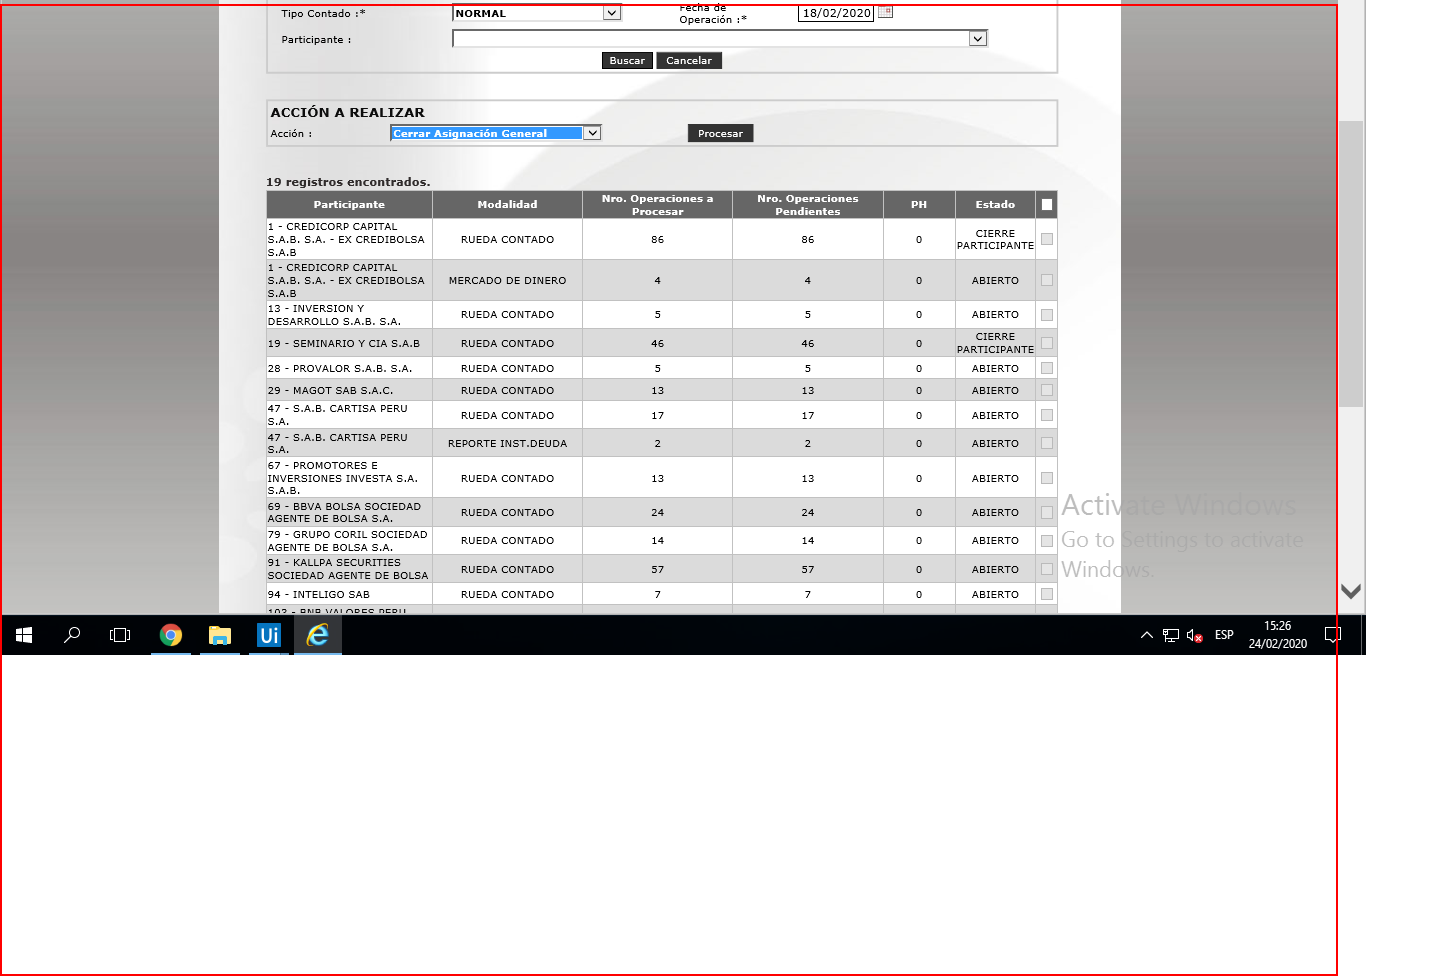 Tipo Contado :* NORMAL Fecha de
Operación :* 18/02/2020
Participante :
Buscar Cancelar
ACCIÓN A REALIZAR
Acción : Cerrar Asignación General Procesar
19 registros encontrados.
Participante Modalidad Nro. Operaciones a Procesar Nro. Operaciones Pendientes PH Estado
1 - CREDICORP CAPITAL
S.A.B. S.A. - EX CREDIBOLSA
S.A.B
RUEDA CONTADO 86 86 0 CIERRE PARTICIPANTE
1 - CREDICORP CAPITAL
S.A.B. S.A. - EX CREDIBOLSA
S.A.B
MERCADO DE DINERO 4 4 0 ABIERTO
13 - INVERSION Y
DESARROLLO S.A.B. S.A.
RUEDA CONTADO 5 5 0 ABIERTO
19 - SEMINARIO Y CIA S.A.B RUEDA CONTADO 46 46 0 CIERRE PARTICIPANTE
28 - PROVALOR S.A.B. S.A. RUEDA CONTADO 5 5 0 ABIERTO
29 - MAGOT SAB S.A.C. RUEDA CONTADO 13 13 0 ABIERTO
47 - S.A.B. CARTISA PERU
S.A.
RUEDA CONTADO 17 17 0 ABIERTO
47 - S.A.B. CARTISA PERU
S.A.
REPORTE INST.DEUDA 2 2 0 ABIERTO
67 - PROMOTORES E
INVERSIONES INVESTA S.A.
S.A.B.
RUEDA CONTADO 13 13 0 ABIERTO
69 - BBVA BOLSA SOCIEDAD
AGENTE DE BOLSA S.A.
RUEDA CONTADO 24 24 0 ABIERTO
79 - GRUPO CORIL SOCIEDAD
AGENTE DE BOLSA S.A.
RUEDA CONTADO 14 14 0 ABIERTO
91 - KALLPA SECURITIES
SOCIEDAD AGENTE DE BOLSA
RUEDA CONTADO 57 57 0 ABIERTO
94 - INTELIGO SAB RUEDA CONTADO 7 7 0 ABIERTO
102 - BNB VALORES PERU
Activate Windows
Go to Settings to activate
Windows.
Ui
ESP
15:26
24/02/2020